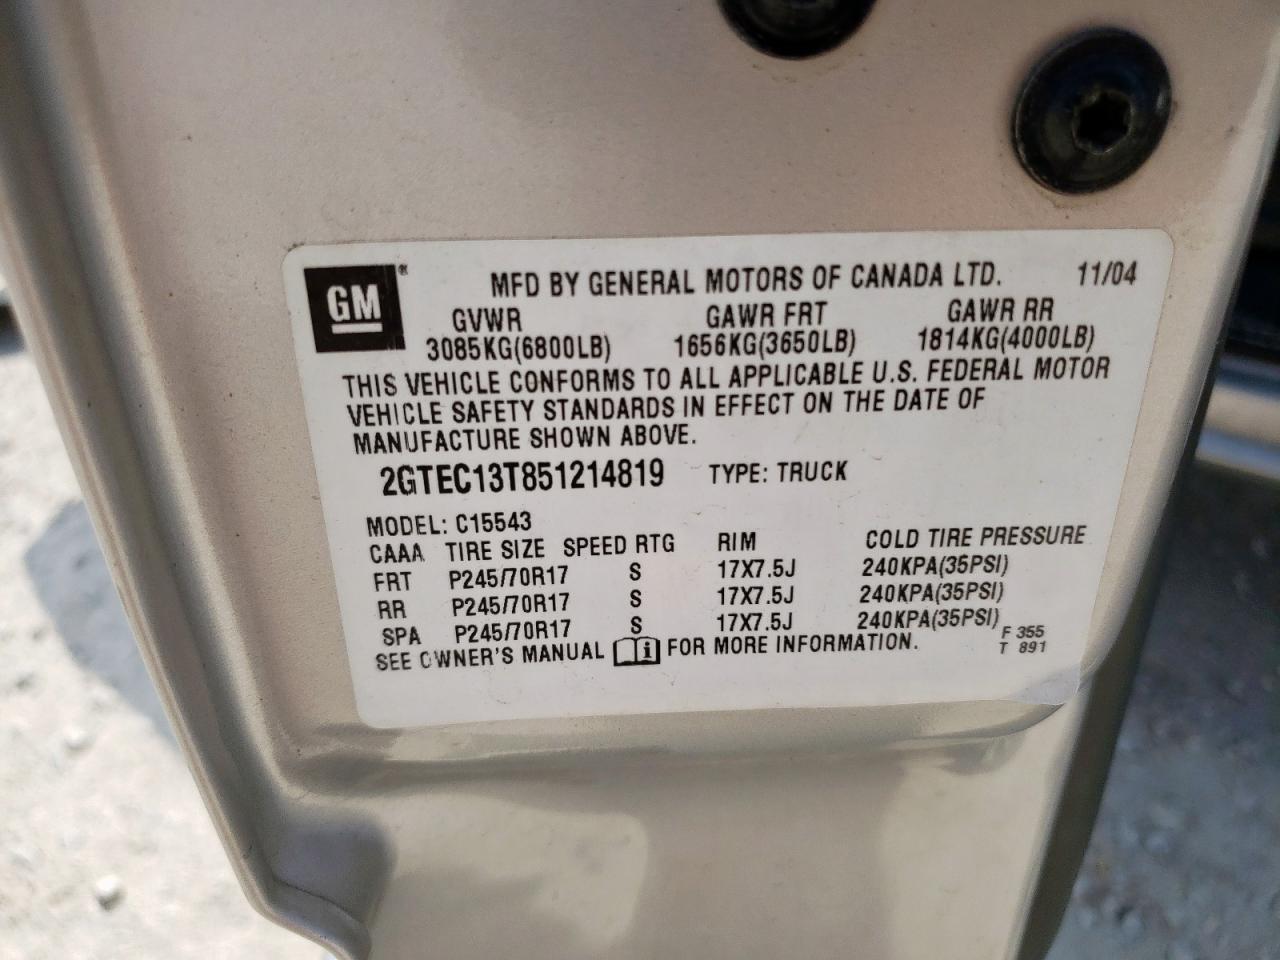 GM®
MFD BY GENERAL MOTORS OF CANADA LTD. 11/04
GVWR GAWR FRT GAWR RR
3085KG(6800LB) 1656KG(3650LB) 1814KG(4000LB)
THIS VEHICLE CONFORMS TO ALL APPLICABLE U.S. FEDERAL MOTOR
VEHICLE SAFETY STANDARDS IN EFFECT ON THE DATE OF
MANUFACTURE SHOWN ABOVE.
2GTEC13T851214819 TYPE: TRUCK
MODEL: C15543
CAAA TIRE SIZE SPEED RTG RIM COLD TIRE PRESSURE
FRT P245/70R17 S 17X7.5J 240KPA(35PSI)
RR P245/70R17 S 17X7.5J 240KPA(35PSI)
SPA P245/70R17 S 17X7.5J 240KPA(35PSI)
SEE OWNER'S MANUAL i FOR MORE INFORMATION.
F 355
T 891